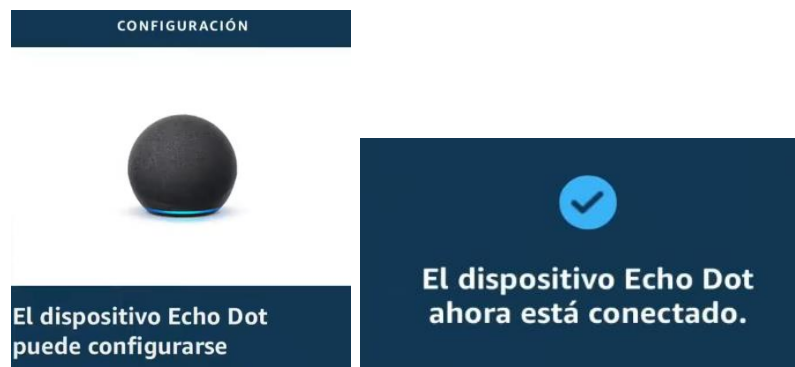 CONFIGURACIÓN
El dispositivo Echo Dot
puede configurarse
El dispositivo Echo Dot
ahora está conectado.